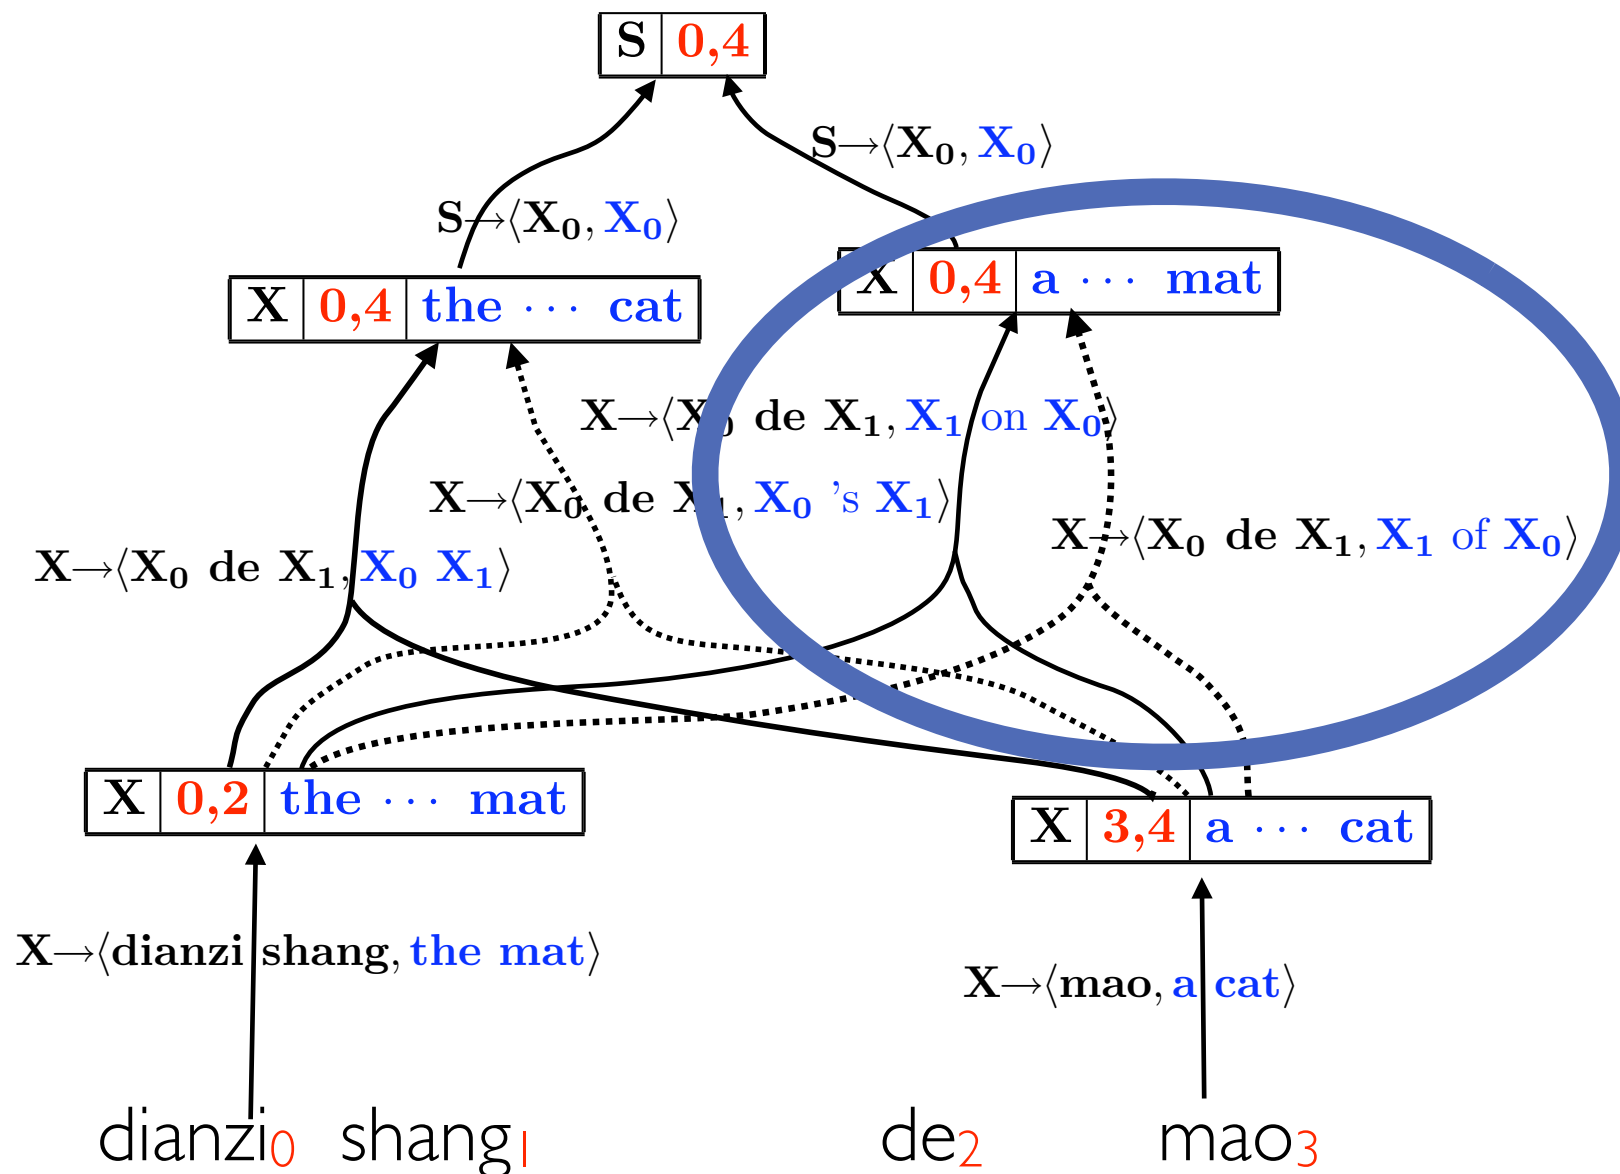 S 0,4
S→⟨X₀, X₀⟩
S→⟨X₀, X₀⟩
X 0,4 a ··· mat
X 0,4 the ··· cat
X→⟨X₀ de X₁, X₁ on X₀⟩
X→⟨X₀ de X₁, X₀ 's X₁⟩
X→⟨X₀ de X₁, X₁ of X₀⟩
X→⟨X₀ de X₁, X₀ X₁⟩
X 0,2 the ··· mat
X 3,4 a ··· cat
X→⟨dianzi shang, the mat⟩
X→⟨mao, a cat⟩
dianzi₀ shang₁ de₂ mao₃